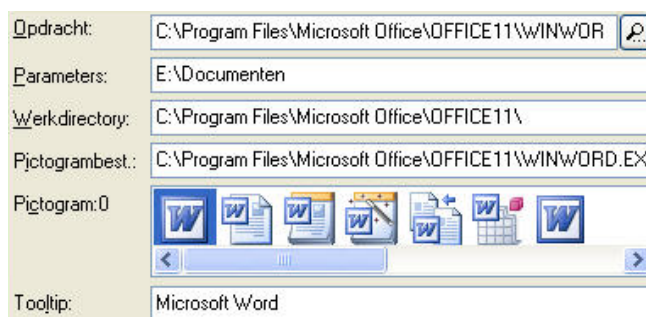 Opdracht: C:\Program Files\Microsoft Office\OFFICE11\WINWOR
Parameters: E:\Documenten
Werkdirectory: C:\Program Files\Microsoft Office\OFFICE11\
Pictogrambest.: C:\Program Files\Microsoft Office\OFFICE11\WINWORD.EX
Pictogram:0
Tooltip: Microsoft Word